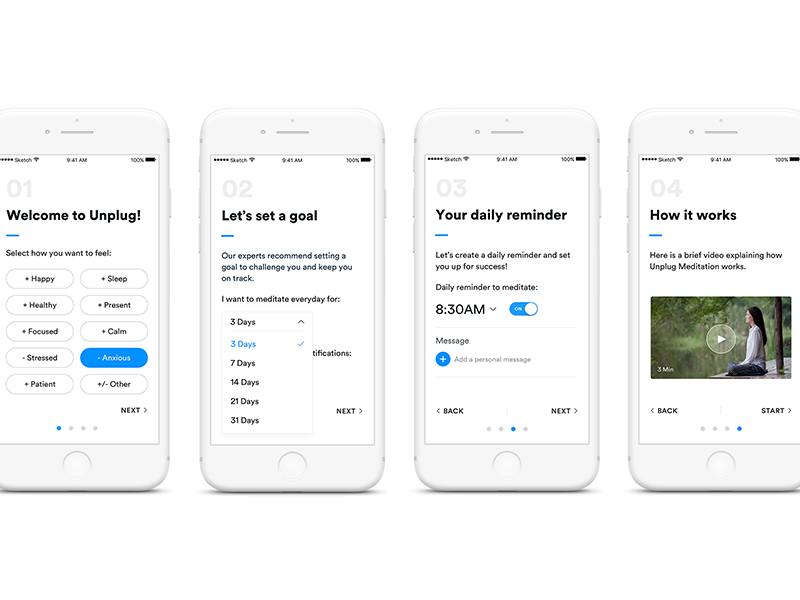 Sketch 9:41 AM 100%
01
Welcome to Unplug!
Select how you want to feel:
+ Happy + Sleep
+ Healthy + Present
+ Focused + Calm
- Stressed - Anxious
+ Patient +/- Other
NEXT >
Sketch 9:41 AM 100%
02
Let's set a goal
Our experts recommend setting a
goal to challenge you and keep you
on track.
I want to meditate everyday for:
3 Days
3 Days
tifications:
7 Days
14 Days
21 Days
31 Days
NEXT >
Sketch 9:41 AM 100%
03
Your daily reminder
Let's create a daily reminder and set
you up for success!
Daily reminder to meditate:
8:30AM ON
Message
+ Add a personal message
< BACK NEXT >
Sketch 9:41 AM 100%
04
How it works
Here is a brief video explaining how
Unplug Meditation works.
3 Min
< BACK START >